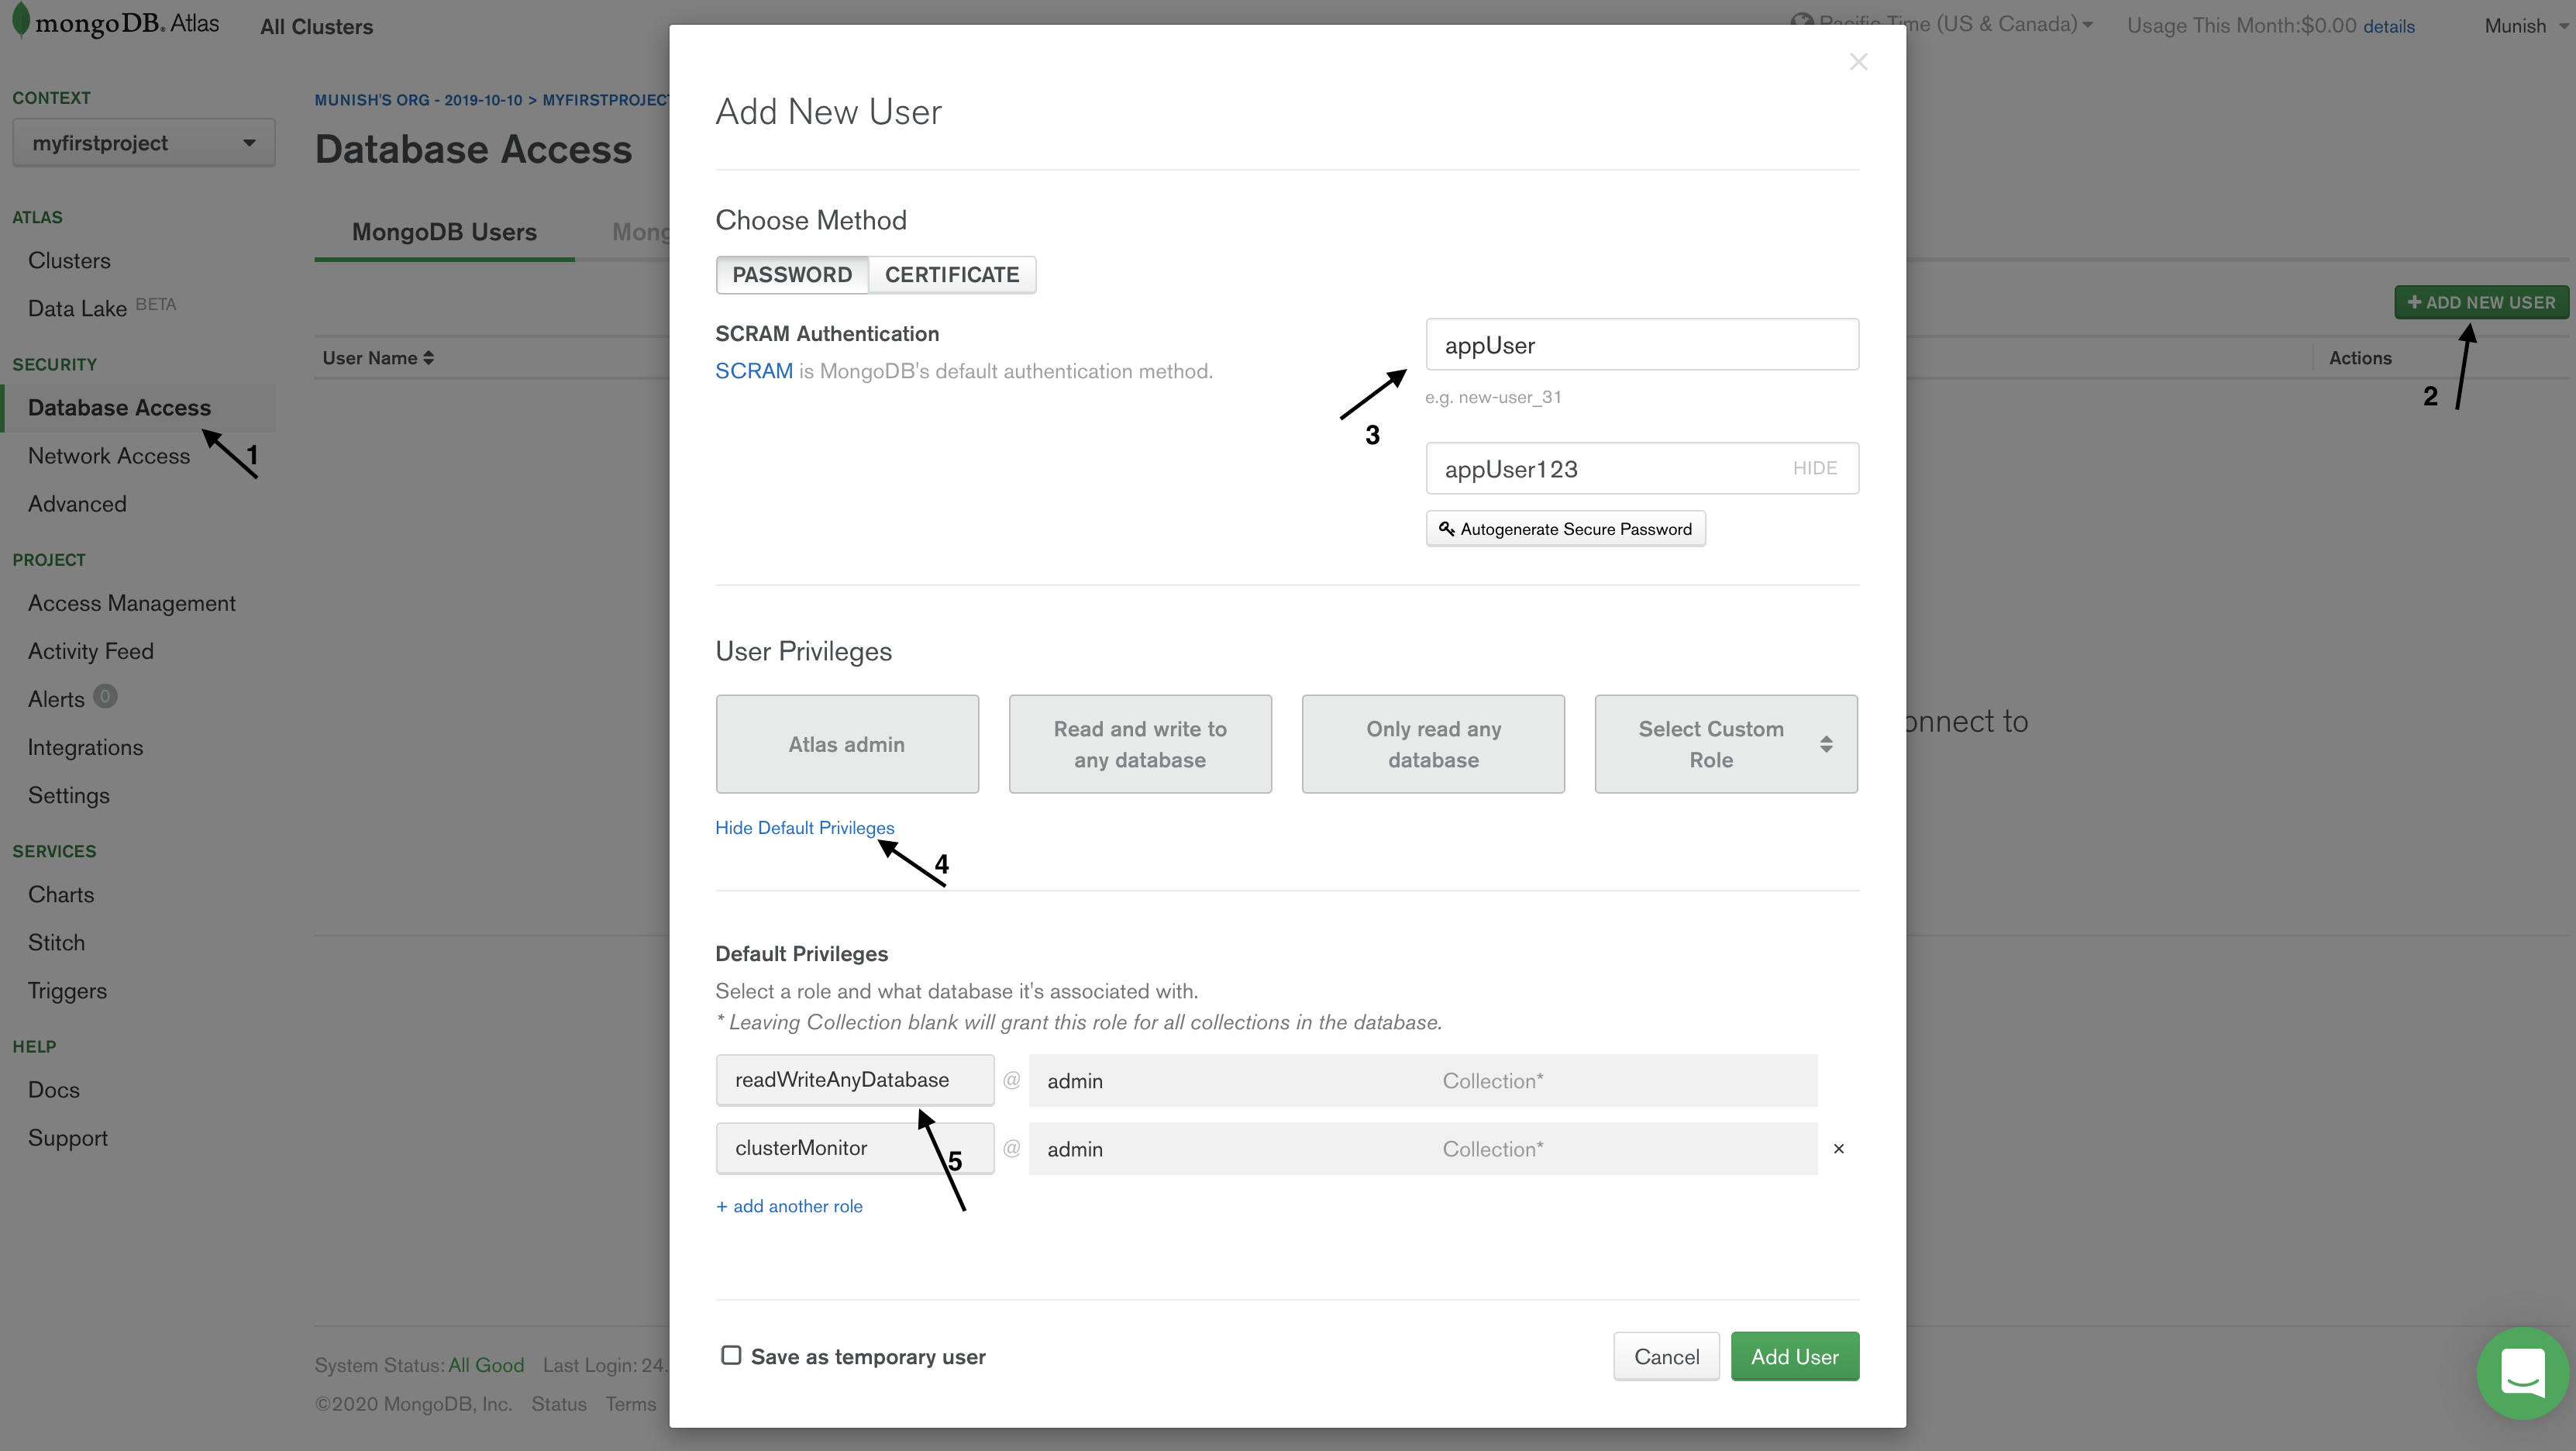 mongoDB. Atlas
All Clusters
Pacific Time (US & Canada)
Usage This Month:$0.00 details
Munish
CONTEXT
myfirstproject
ATLAS
Clusters
Data Lake BETA
SECURITY
Database Access
1
Network Access
Advanced
PROJECT
Access Management
Activity Feed
Alerts 0
Integrations
Settings
SERVICES
Charts
Stitch
Triggers
HELP
Docs
Support
MUNISH'S ORG - 2019-10-10 > MYFIRSTPROJECT
Database Access
MongoDB Users
Mong
+ ADD NEW USER
User Name
Actions
2
onnect to
Add New User
×
Choose Method
PASSWORD CERTIFICATE
SCRAM Authentication
SCRAM is MongoDB's default authentication method.
appUser
e.g. new-user_31
3
appUser123 HIDE
Autogenerate Secure Password
User Privileges
Atlas admin
Read and write to
any database
Only read any
database
Select Custom
Role
Hide Default Privileges
4
Default Privileges
Select a role and what database it's associated with.
* Leaving Collection blank will grant this role for all collections in the database.
readWriteAnyDatabase @ admin Collection*
clusterMonitor @ admin Collection* ×
5
+ add another role
Save as temporary user
Cancel
Add User
System Status: All Good Last Login: 24.
©2020 MongoDB, Inc. Status Terms